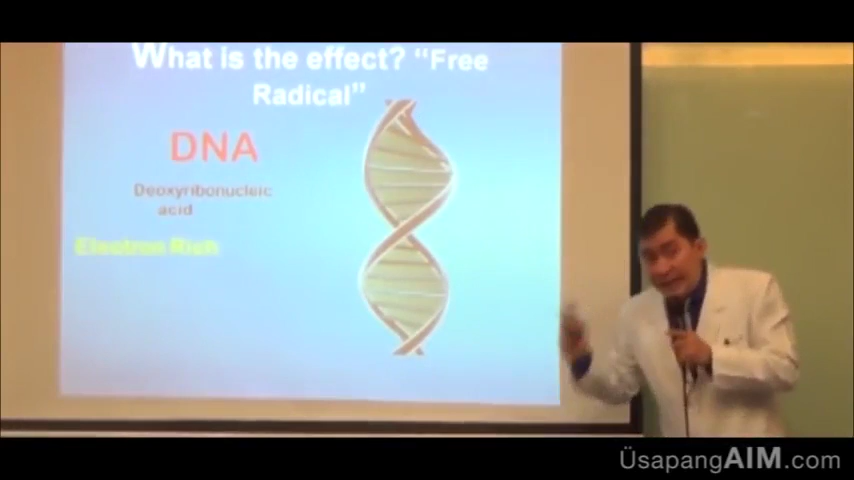 What is the effect? “Free
Radical”
DNA
Deoxyribonucleic
acid
Electron Rich
ÜsapangAIM.com